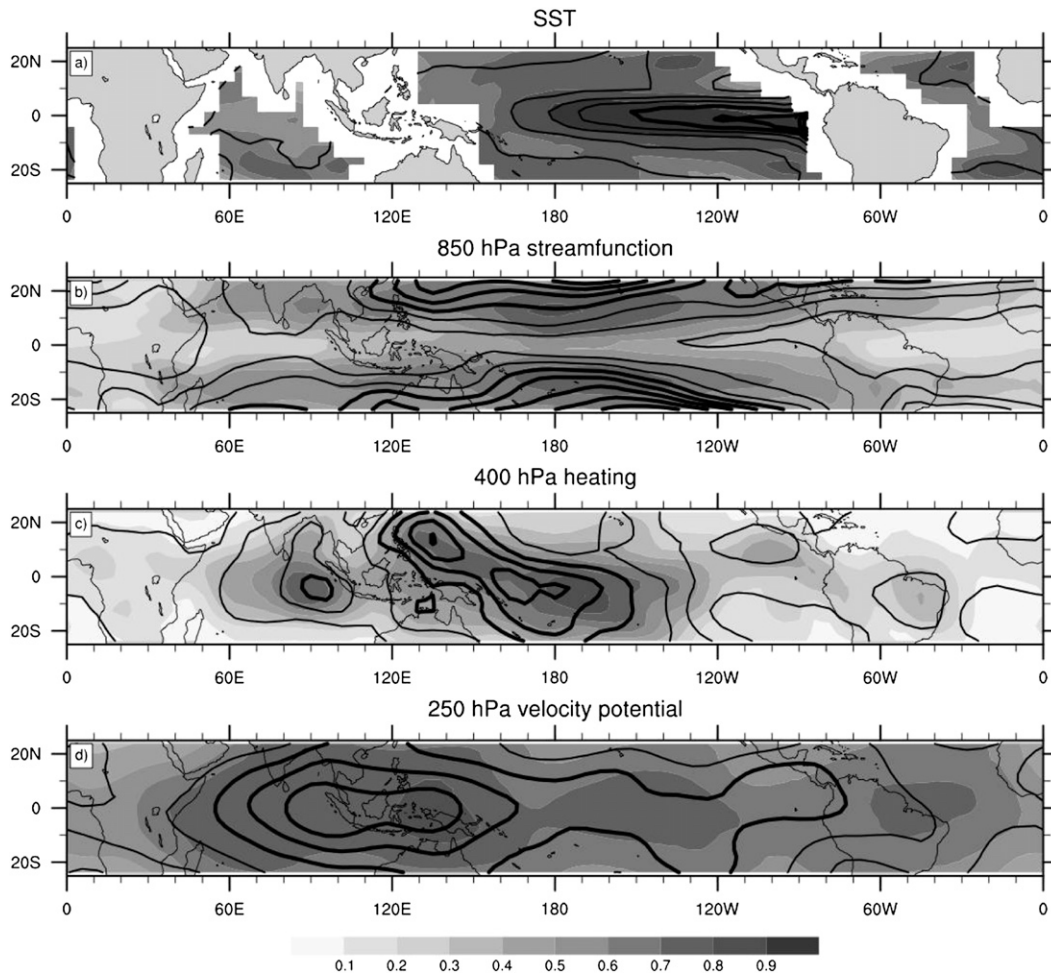 SST
a)
20N
0
20S
0 60E 120E 180 120W 60W 0
850 hPa streamfunction
b)
20N
0
20S
0 60E 120E 180 120W 60W 0
400 hPa heating
c)
20N
0
20S
0 60E 120E 180 120W 60W 0
250 hPa velocity potential
d)
20N
0
20S
0 60E 120E 180 120W 60W 0
0.1 0.2 0.3 0.4 0.5 0.6 0.7 0.8 0.9